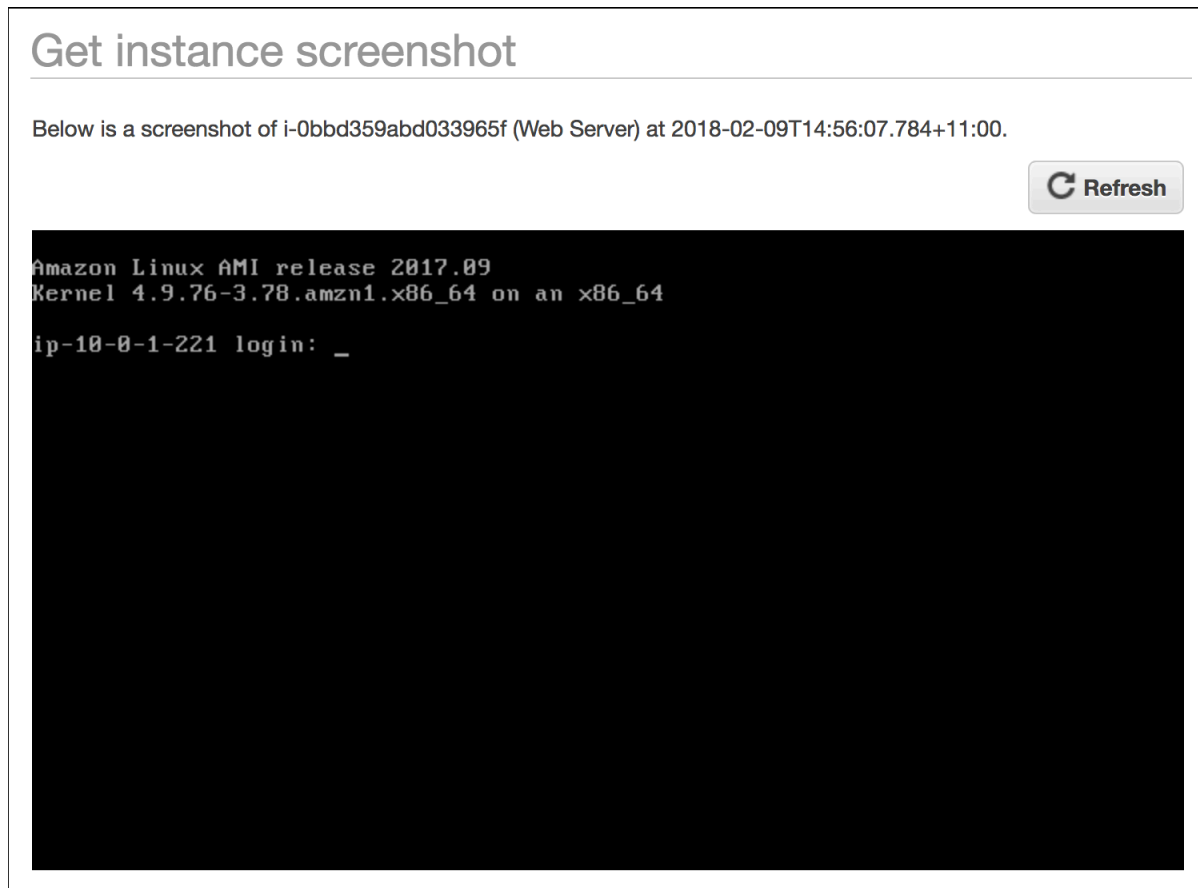 Get instance screenshot
Below is a screenshot of i-0bbd359abd033965f (Web Server) at 2018-02-09T14:56:07.784+11:00.
Refresh
Amazon Linux AMI release 2017.09
Kernel 4.9.76-3.78.amzn1.x86_64 on an x86_64
ip-10-0-1-221 login: _